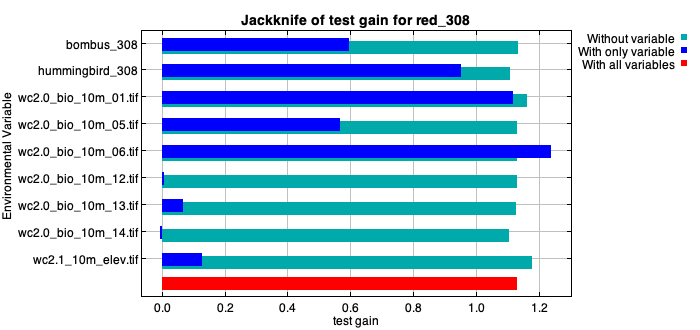 Jackknife of test gain for red_308
Without variable
With only variable
With all variables
Environmental Variable
bombus_308
hummingbird_308
wc2.0_bio_10m_01.tif
wc2.0_bio_10m_05.tif
wc2.0_bio_10m_06.tif
wc2.0_bio_10m_12.tif
wc2.0_bio_10m_13.tif
wc2.0_bio_10m_14.tif
wc2.1_10m_elev.tif
0.0 0.2 0.4 0.6 0.8 1.0 1.2
test gain